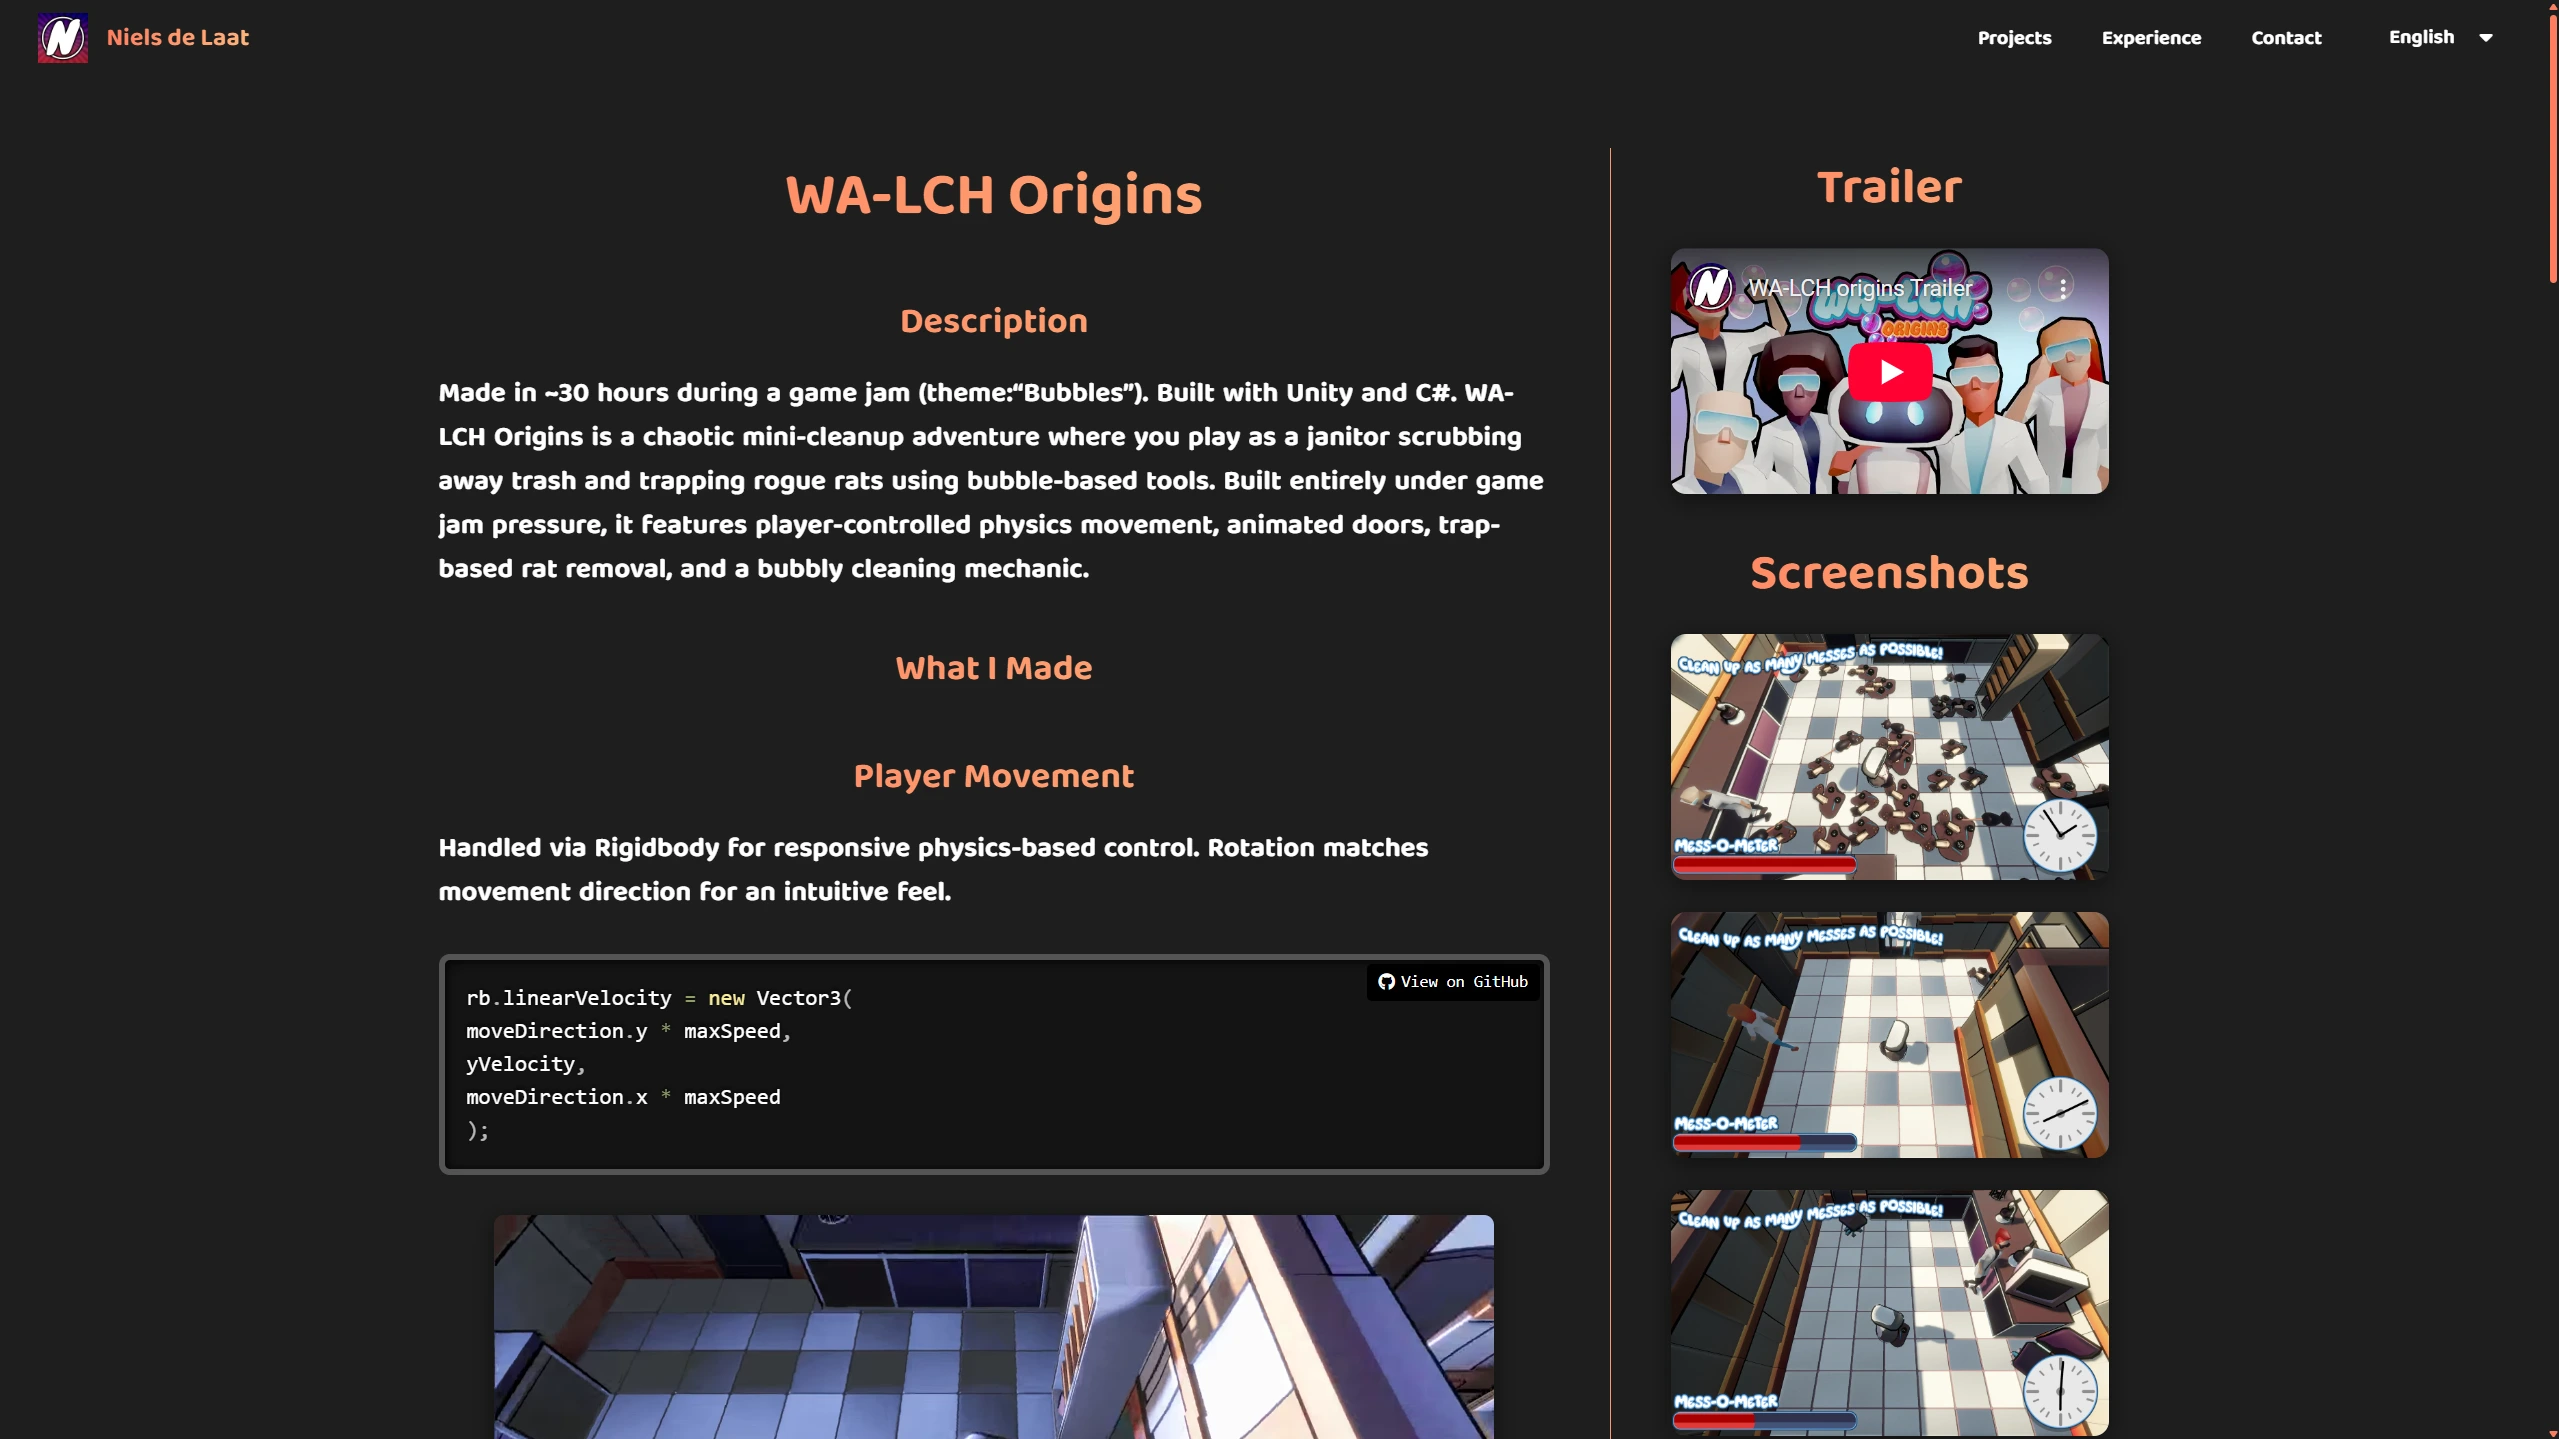 Niels de Laat
Projects
Experience
Contact
English
WA-LCH Origins
Description
Made in ~30 hours during a game jam (theme:“Bubbles”). Built with Unity and C#. WA-
LCH Origins is a chaotic mini-cleanup adventure where you play as a janitor scrubbing
away trash and trapping rogue rats using bubble-based tools. Built entirely under game
jam pressure, it features player-controlled physics movement, animated doors, trap-
based rat removal, and a bubbly cleaning mechanic.
What I Made
Player Movement
Handled via Rigidbody for responsive physics-based control. Rotation matches
movement direction for an intuitive feel.
View on GitHub
rb.linearVelocity = new Vector3(
moveDirection.y * maxSpeed,
yVelocity,
moveDirection.x * maxSpeed
);
Trailer
WA-LCH origins Trailer
WA-LCH
ORIGINS
Screenshots
CLEAN UP AS MANY MESSES AS POSSIBLE!
MESS-O-METER
CLEAN UP AS MANY MESSES AS POSSIBLE!
MESS-O-METER
CLEAN UP AS MANY MESSES AS POSSIBLE!
MESS-O-METER